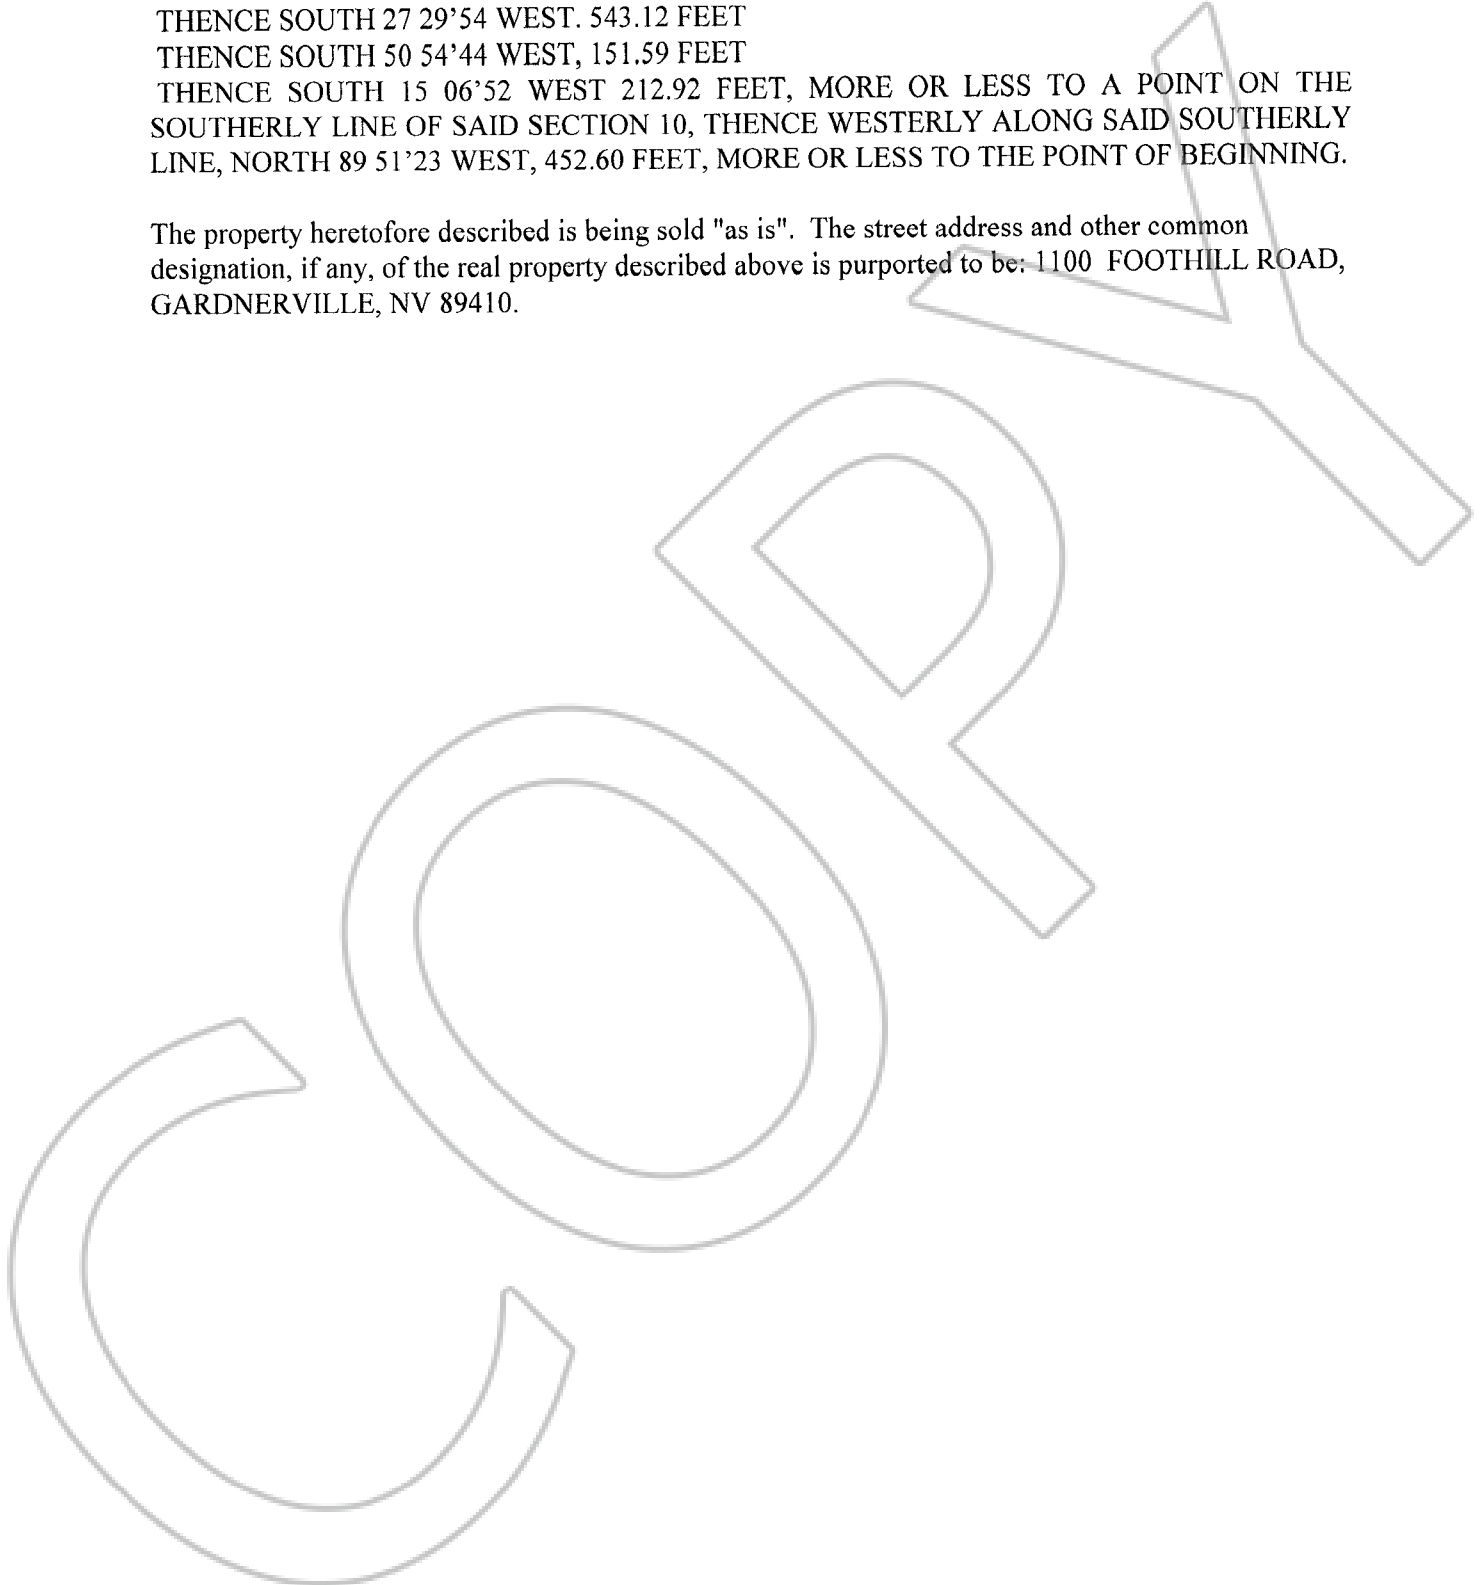 THENCE SOUTH 27 29'54 WEST. 543.12 FEET
THENCE SOUTH 50 54'44 WEST, 151.59 FEET
THENCE SOUTH 15 06'52 WEST 212.92 FEET, MORE OR LESS TO A POINT ON THE
SOUTHERLY LINE OF SAID SECTION 10, THENCE WESTERLY ALONG SAID SOUTHERLY
LINE, NORTH 89 51'23 WEST, 452.60 FEET, MORE OR LESS TO THE POINT OF BEGINNING.
The property heretofore described is being sold "as is". The street address and other common
designation, if any, of the real property described above is purported to be: 1100 FOOTHILL ROAD,
GARDNERVILLE, NV 89410.
COPY